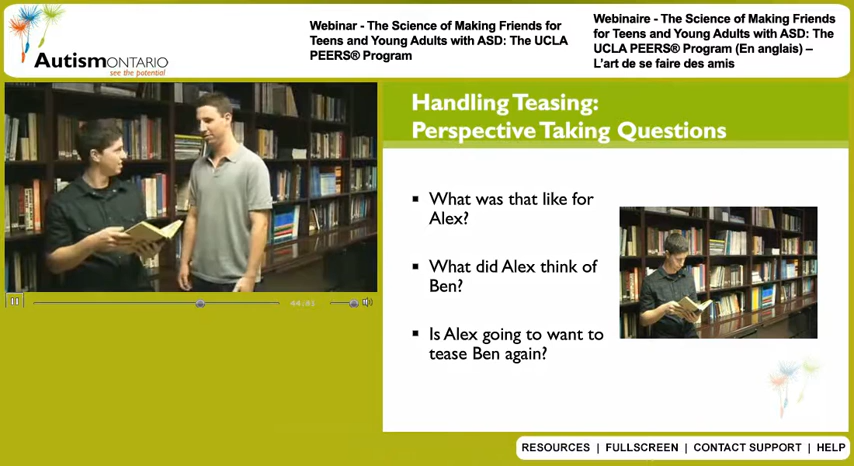 Autism ONTARIO
see the potential
Webinar - The Science of Making Friends for
Teens and Young Adults with ASD: The UCLA
PEERS® Program
Webinaire - The Science of Making Friends
for Teens and Young Adults with ASD: The
UCLA PEERS® Program (En anglais) –
L'art de se faire des amis
Handling Teasing:
Perspective Taking Questions
▪ What was that like for
Alex?
▪ What did Alex think of
Ben?
▪ Is Alex going to want to
tease Ben again?
RESOURCES | FULLSCREEN | CONTACT SUPPORT | HELP